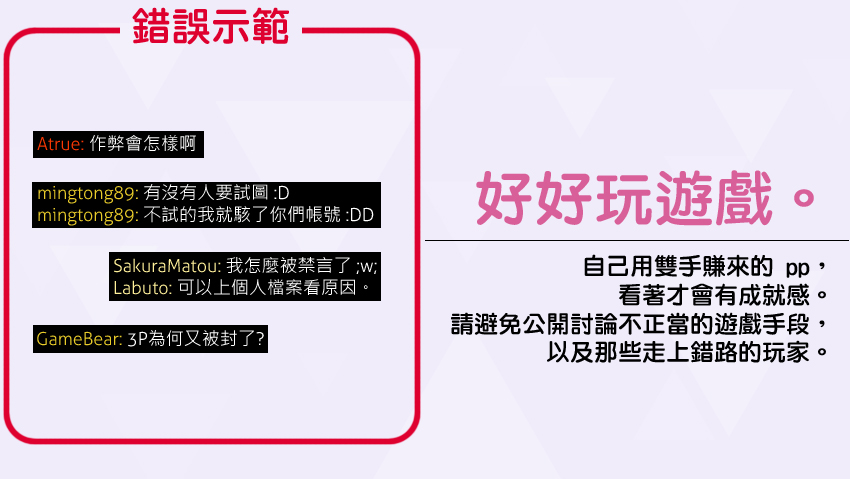 錯誤示範
Atrue: 作弊會怎樣啊
mingtong89: 有沒有人要試圖 :D
mingtong89: 不試的我就駭了你們帳號 :DD
SakuraMatou: 我怎麼被禁言了 ;w;
Labuto: 可以上個人檔案看原因。
GameBear: 3P為何又被封了?
好好玩遊戲。
自己用雙手賺來的 pp，
看著才會有成就感。
請避免公開討論不正當的遊戲手段，
以及那些走上錯路的玩家。